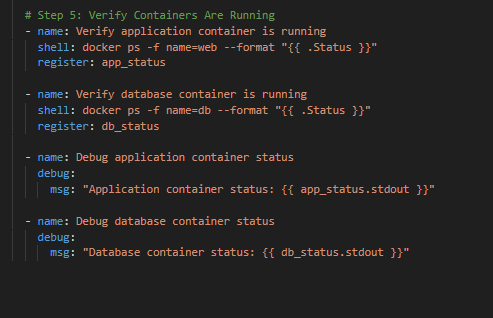 # Step 5: Verify Containers Are Running
- name: Verify application container is running
shell: docker ps -f name=web --format "{{ .Status }}"
register: app_status
- name: Verify database container is running
shell: docker ps -f name=db --format "{{ .Status }}"
register: db_status
- name: Debug application container status
debug:
msg: "Application container status: {{ app_status.stdout }}"
- name: Debug database container status
debug:
msg: "Database container status: {{ db_status.stdout }}"